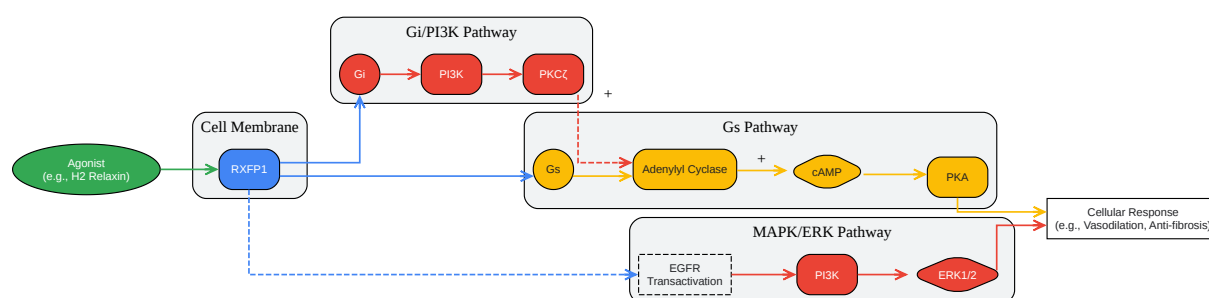 Gi/PI3K Pathway
Gi
PI3K
PKCζ
+
Cell Membrane
Gs Pathway
Agonist
(e.g., H2 Relaxin)
RXFP1
Gs
Adenylyl Cyclase
+
cAMP
PKA
Cellular Response
(e.g., Vasodilation, Anti-fibrosis)
MAPK/ERK Pathway
EGFR
Transactivation
PI3K
ERK1/2